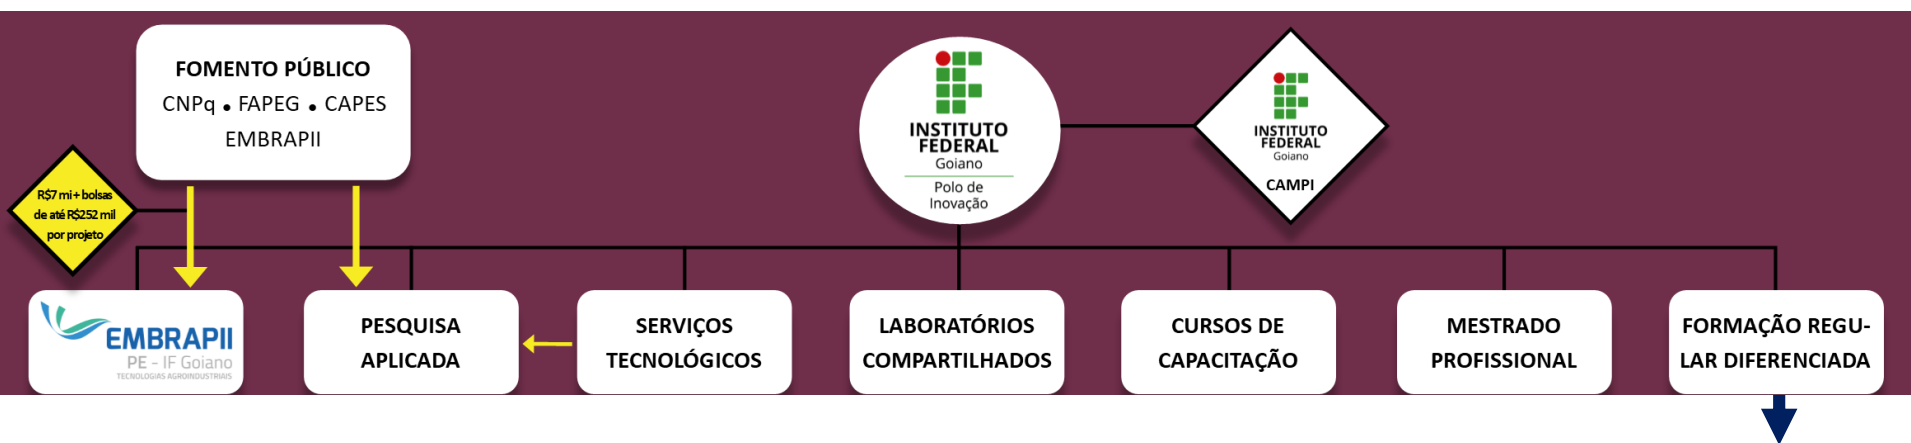 FOMENTO PÚBLICO
CNPq • FAPEG • CAPES
EMBRAPII
R$7 mi + bolsas
de até R$252 mil
por projeto
INSTITUTO
FEDERAL
Goiano
Polo de
Inovação
INSTITUTO
FEDERAL
Goiano
CAMPI
EMBRAPII
PE - IF Goiano
TECNOLOGIAS AGROINDUSTRIAIS
PESQUISA
APLICADA
SERVIÇOS
TECNOLÓGICOS
LABORATÓRIOS
COMPARTILHADOS
CURSOS DE
CAPACITAÇÃO
MESTRADO
PROFISSIONAL
FORMAÇÃO REGU-
LAR DIFERENCIADA